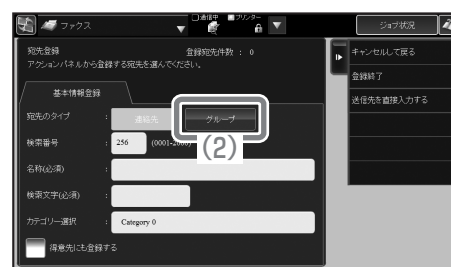 ファクス
通信中 プリンター
ジョブ状況
宛先登録 登録宛先件数 : 0
アクションパネルから登録する宛先を選んでください。
キャンセルして戻る
登録終了
送信先を直接入力する
基本情報登録
宛先のタイプ : 連絡先 グループ
(2)
検索番号 : 256 (0001-2000)
名称(必須) :
検索文字(必須) :
カテゴリー選択 : Category 0
得意先にも登録する